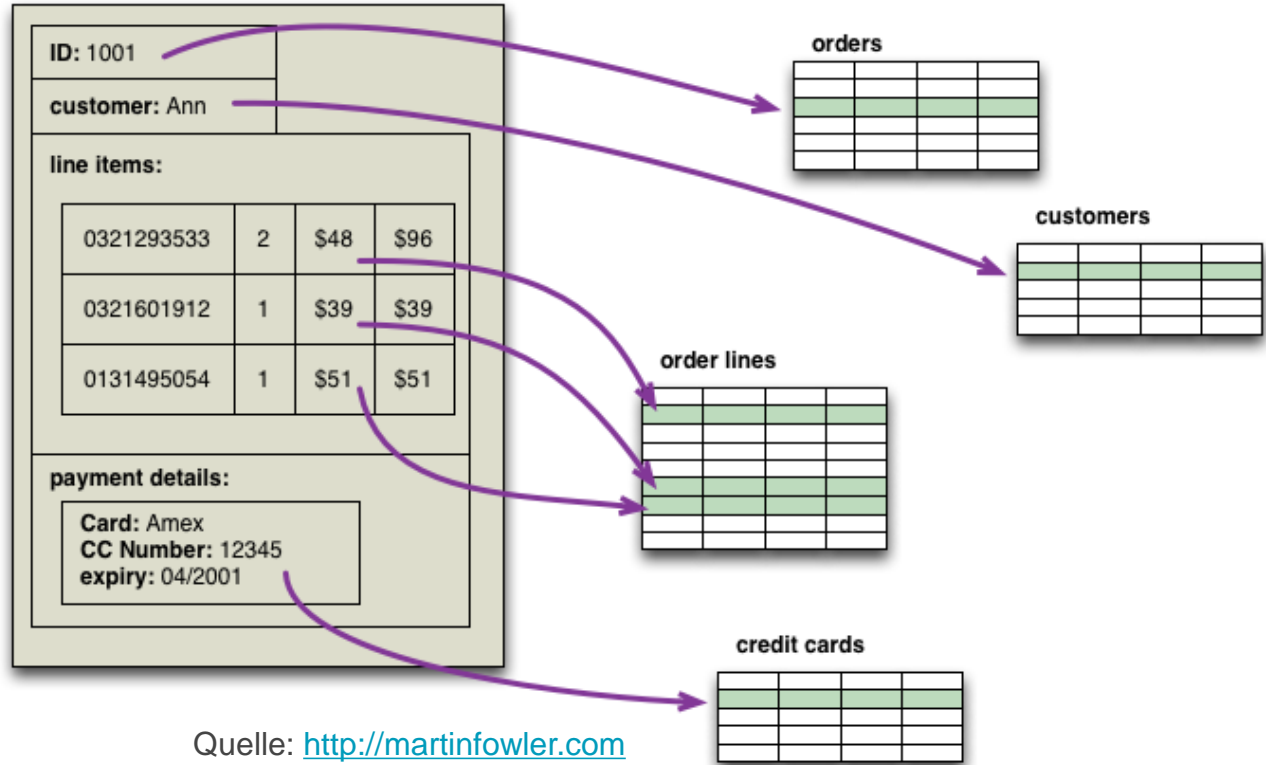 ID: 1001
customer: Ann
line items:
0321293533 2 $48 $96
0321601912 1 $39 $39
0131495054 1 $51 $51
payment details:
Card: Amex
CC Number: 12345
expiry: 04/2001
orders
customers
order lines
credit cards
Quelle: http://martinfowler.com